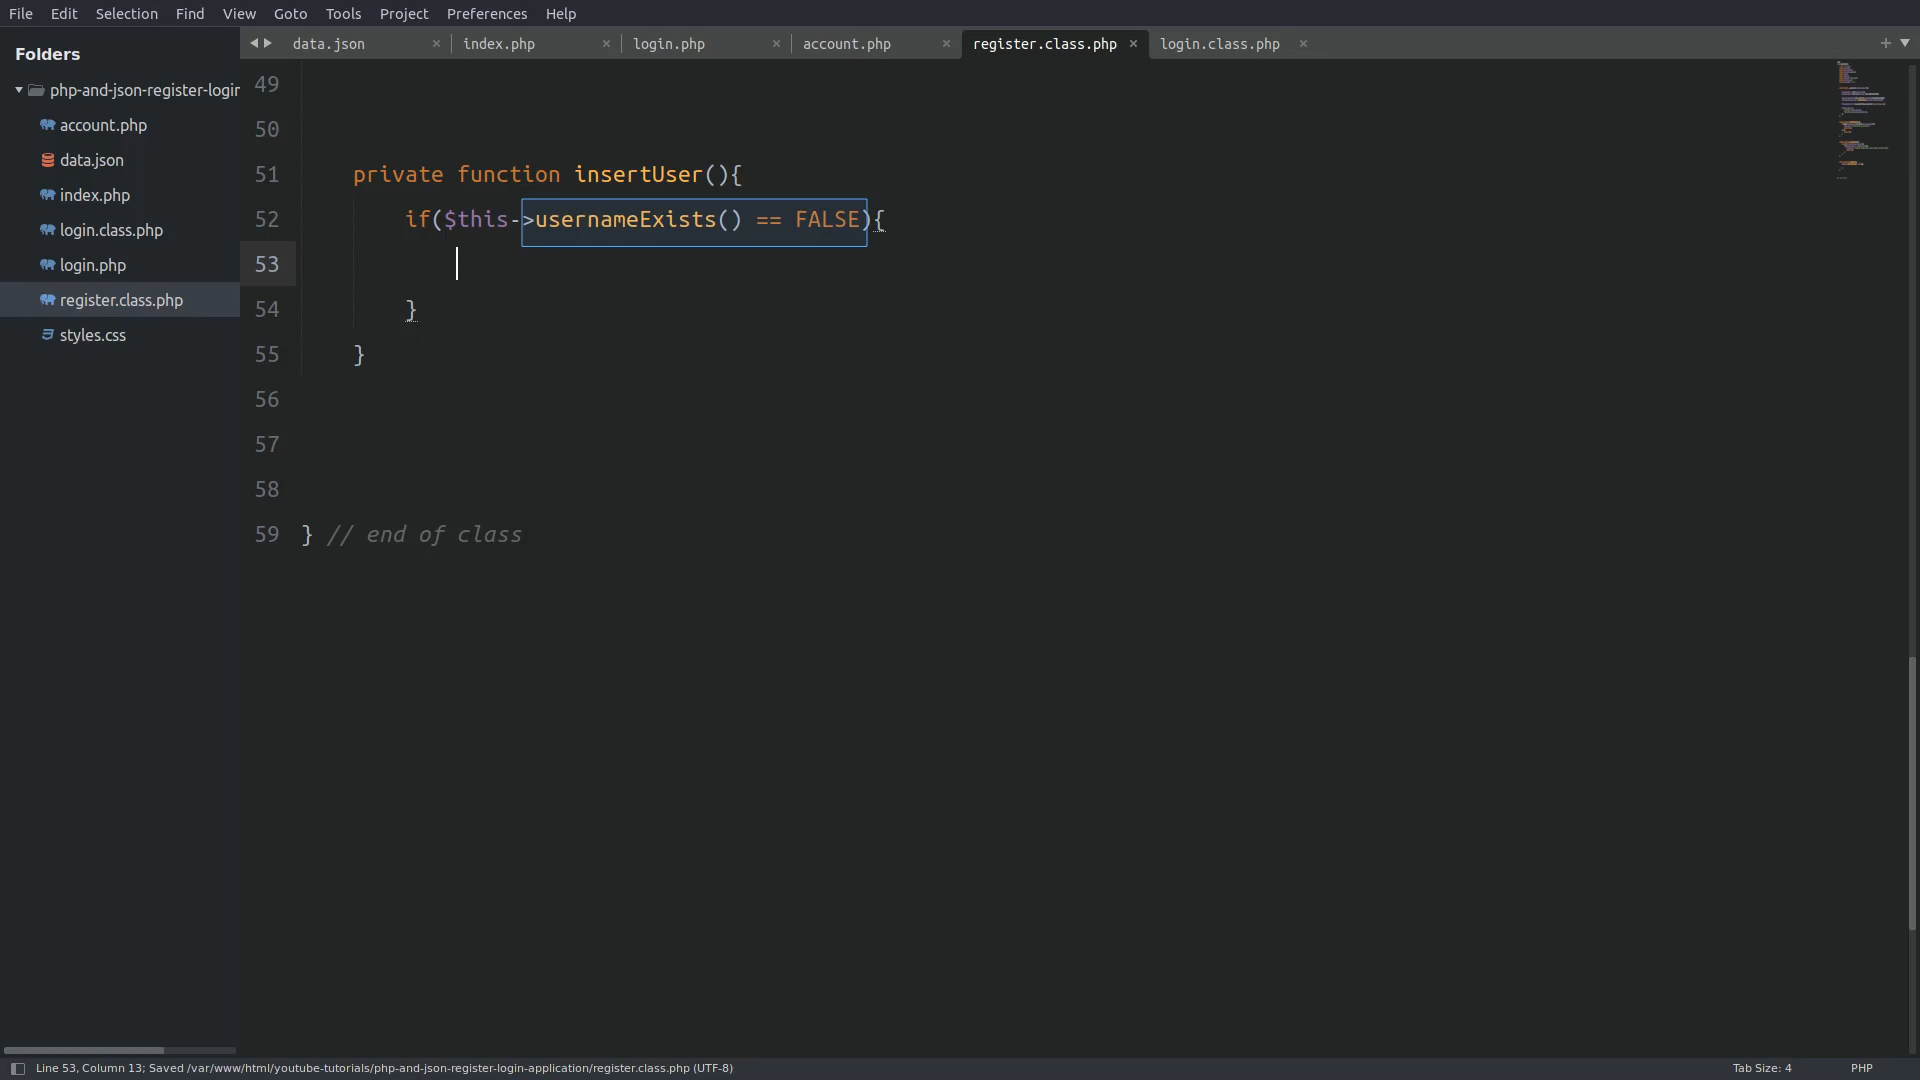 File Edit Selection Find View Goto Tools Project Preferences Help
Folders
php-and-json-register-login
account.php
data.json
index.php
login.class.php
login.php
register.class.php
styles.css
data.json × index.php × login.php × account.php × register.class.php × login.class.php ×
49
50
51 private function insertUser(){
52 if($this->usernameExists() == FALSE){
53
54 }
55 }
56
57
58
59 } // end of class
Line 53, Column 13; Saved /var/www/html/youtube-tutorials/php-and-json-register-login-application/register.class.php (UTF-8) Tab Size: 4 PHP